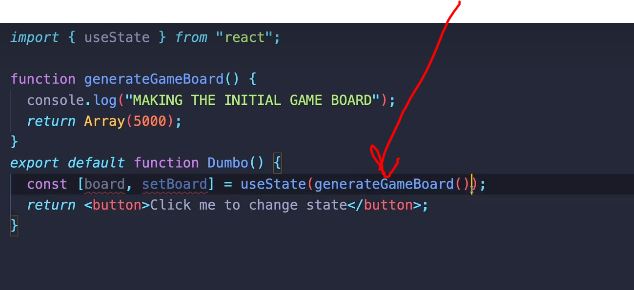 import { useState } from "react";
function generateGameBoard() {
console.log("MAKING THE INITIAL GAME BOARD");
return Array(5000);
}
export default function Dumbo() {
const [board, setBoard] = useState(generateGameBoard());
return <button>Click me to change state</button>;
}